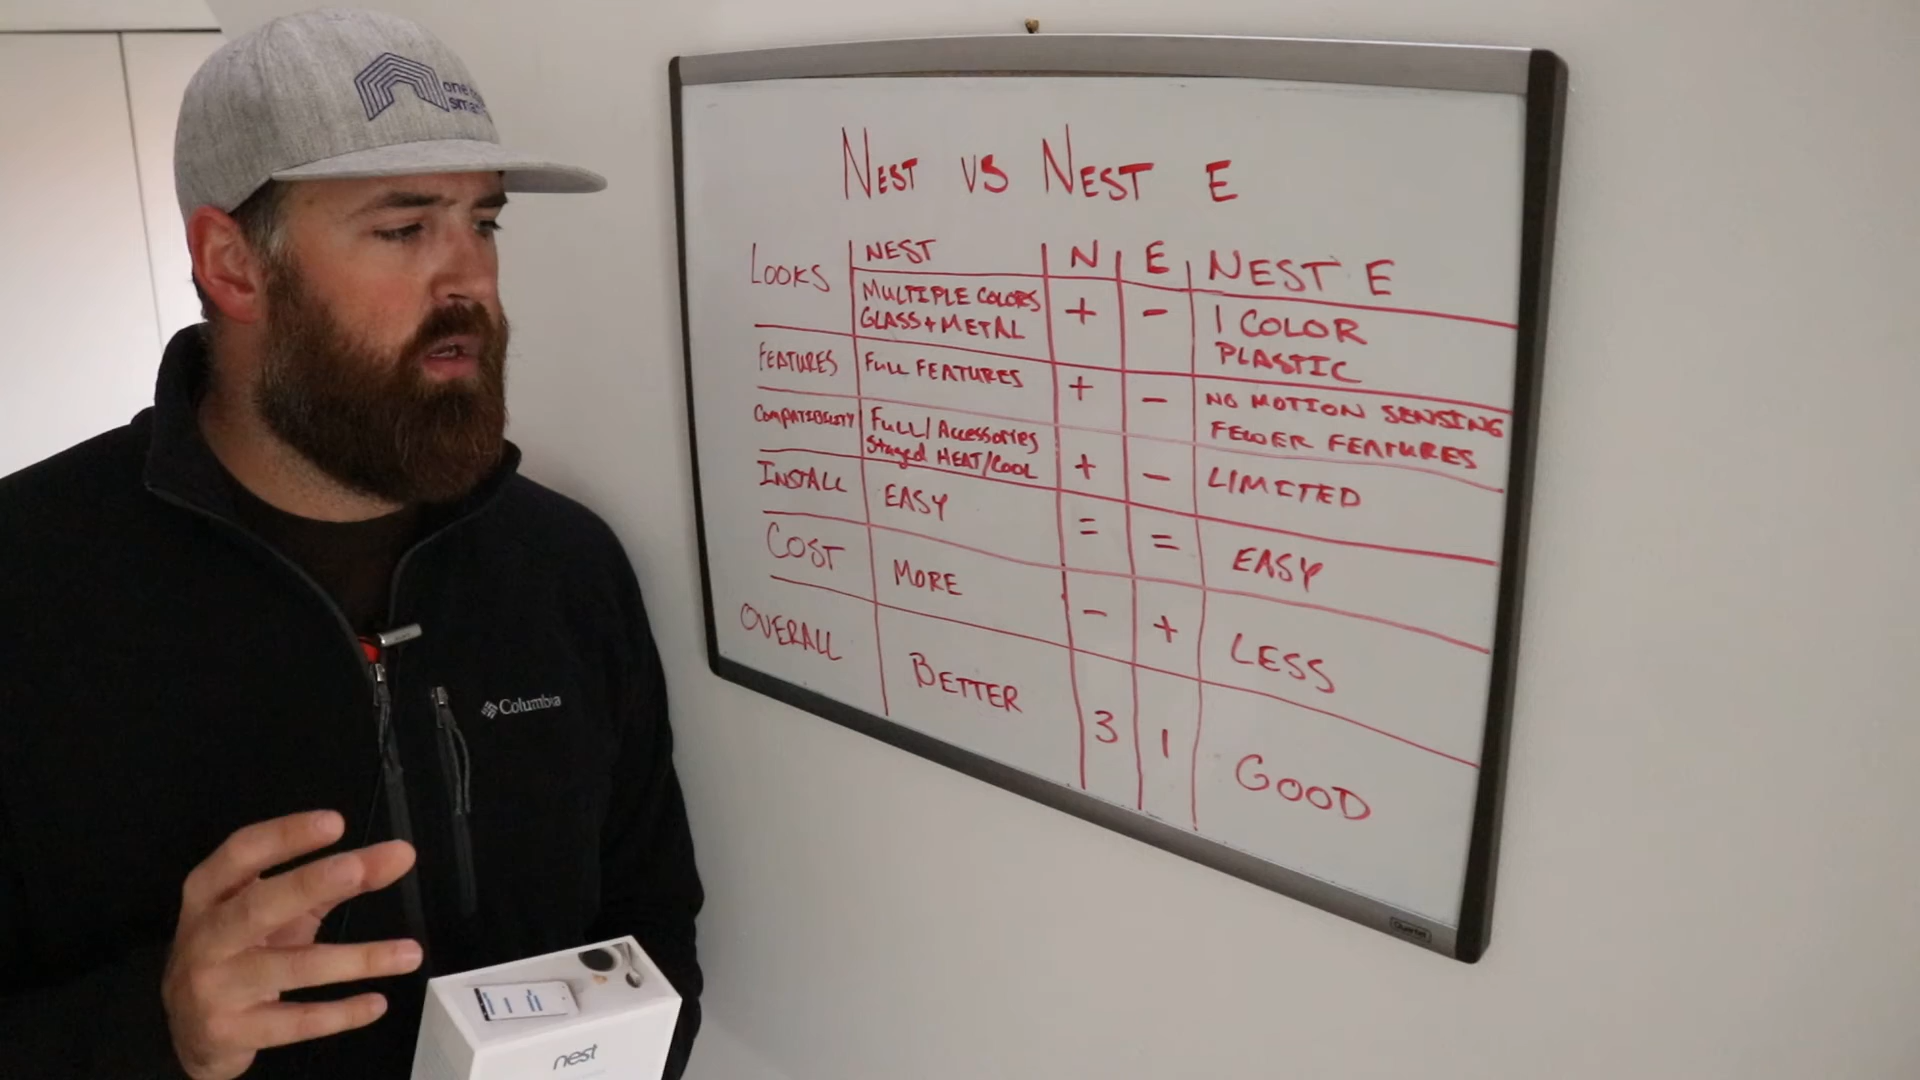 NEST VS NEST E
LOOKS
NEST
N
E
NEST E
MULTIPLE COLORS
GLASS + METAL
+
-
1 COLOR
PLASTIC
FEATURES
FULL FEATURES
+
-
NO MOTION SENSING
FEWER FEATURES
COMPATIBILITY
FULL/Accessories
Staged HEAT/COOL
+
-
LIMITED
INSTALL
EASY
=
=
EASY
COST
MORE
-
+
LESS
OVERALL
BETTER
3
1
GOOD
one
Columbia
nest
Quartet